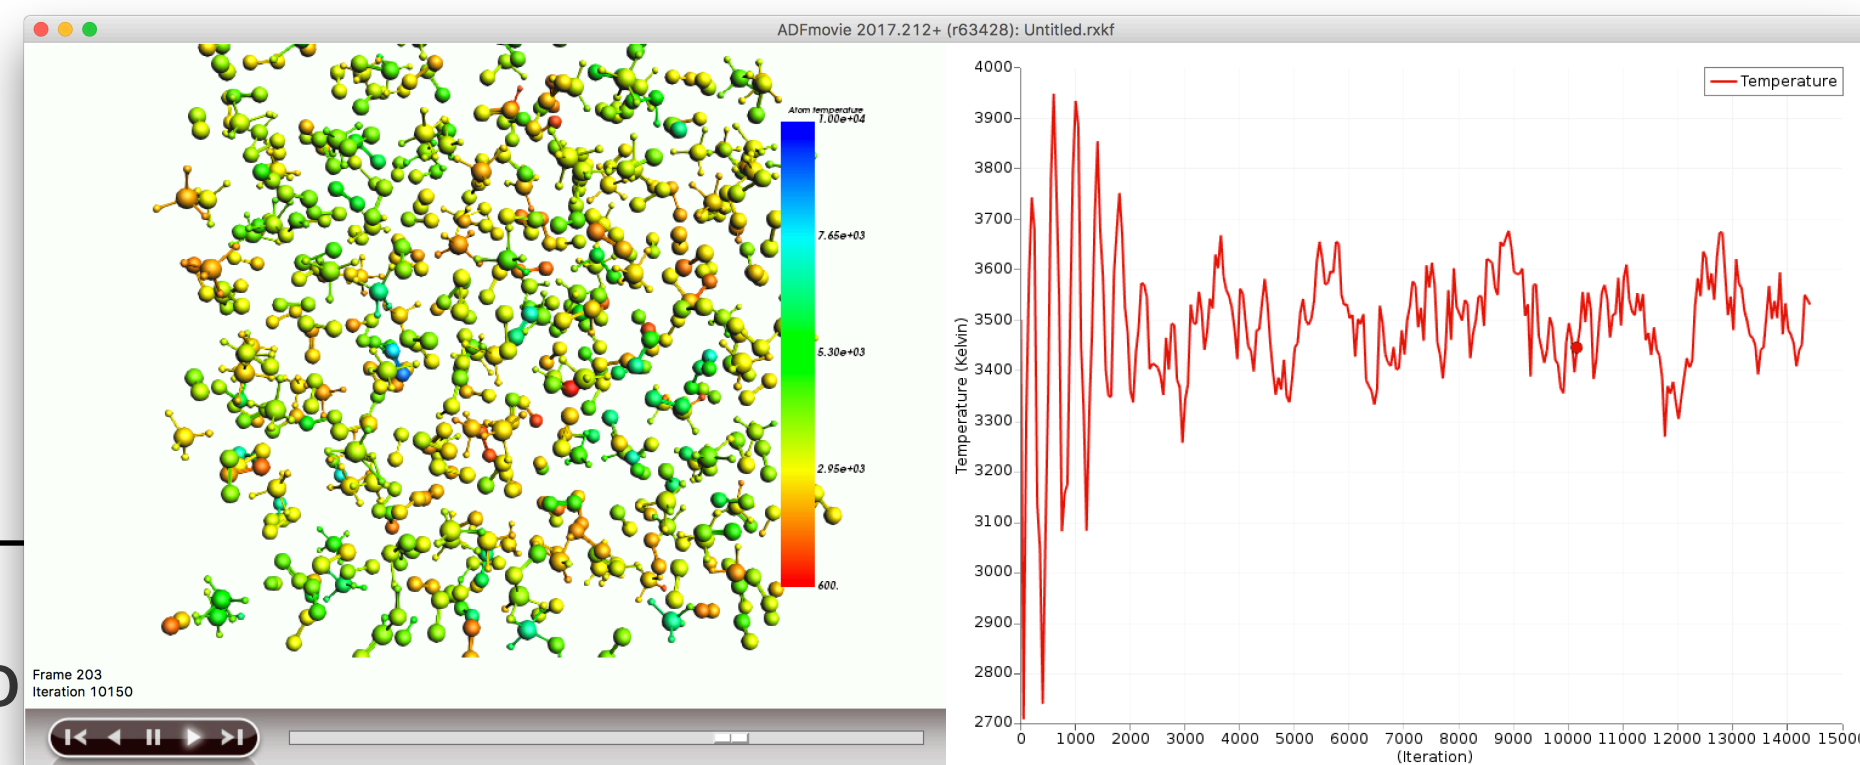 ADFmovie 2017.212+ (r63428): Untitled.rxkf
Atom temperature
1.00e+04
7.65e+03
5.30e+03
2.95e+03
600.
Frame 203
Iteration 10150
Temperature
4000
3900
3800
3700
3600
3500
3400
3300
3200
3100
3000
2900
2800
2700
Temperature (Kelvin)
0 1000 2000 3000 4000 5000 6000 7000 8000 9000 10000 11000 12000 13000 14000 1500
(Iteration)